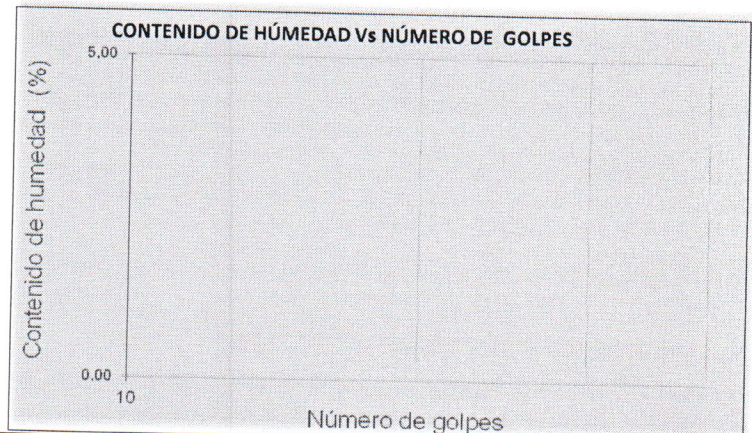 CONTENIDO DE HÚMEDAD Vs NÚMERO DE GOLPES
5.00
Contenido de humedad (%)
0.00
10
Número de golpes